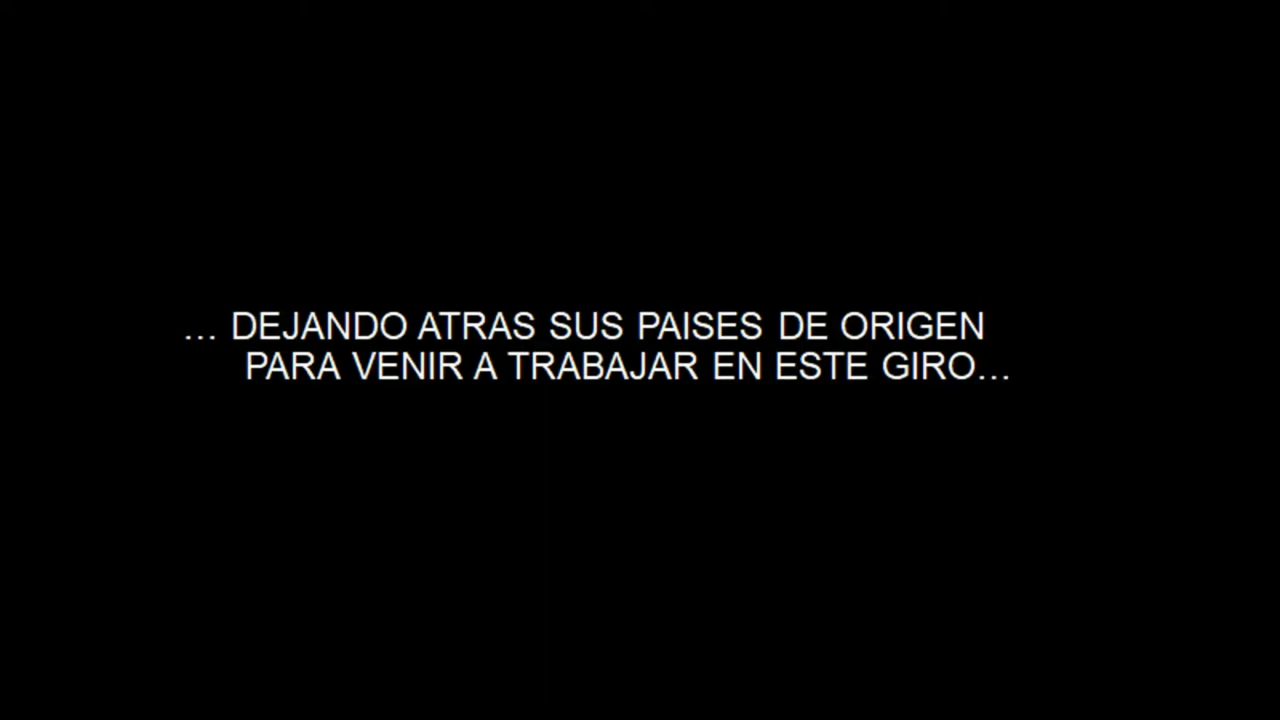 ... DEJANDO ATRAS SUS PAISES DE ORIGEN
PARA VENIR A TRABAJAR EN ESTE GIRO...